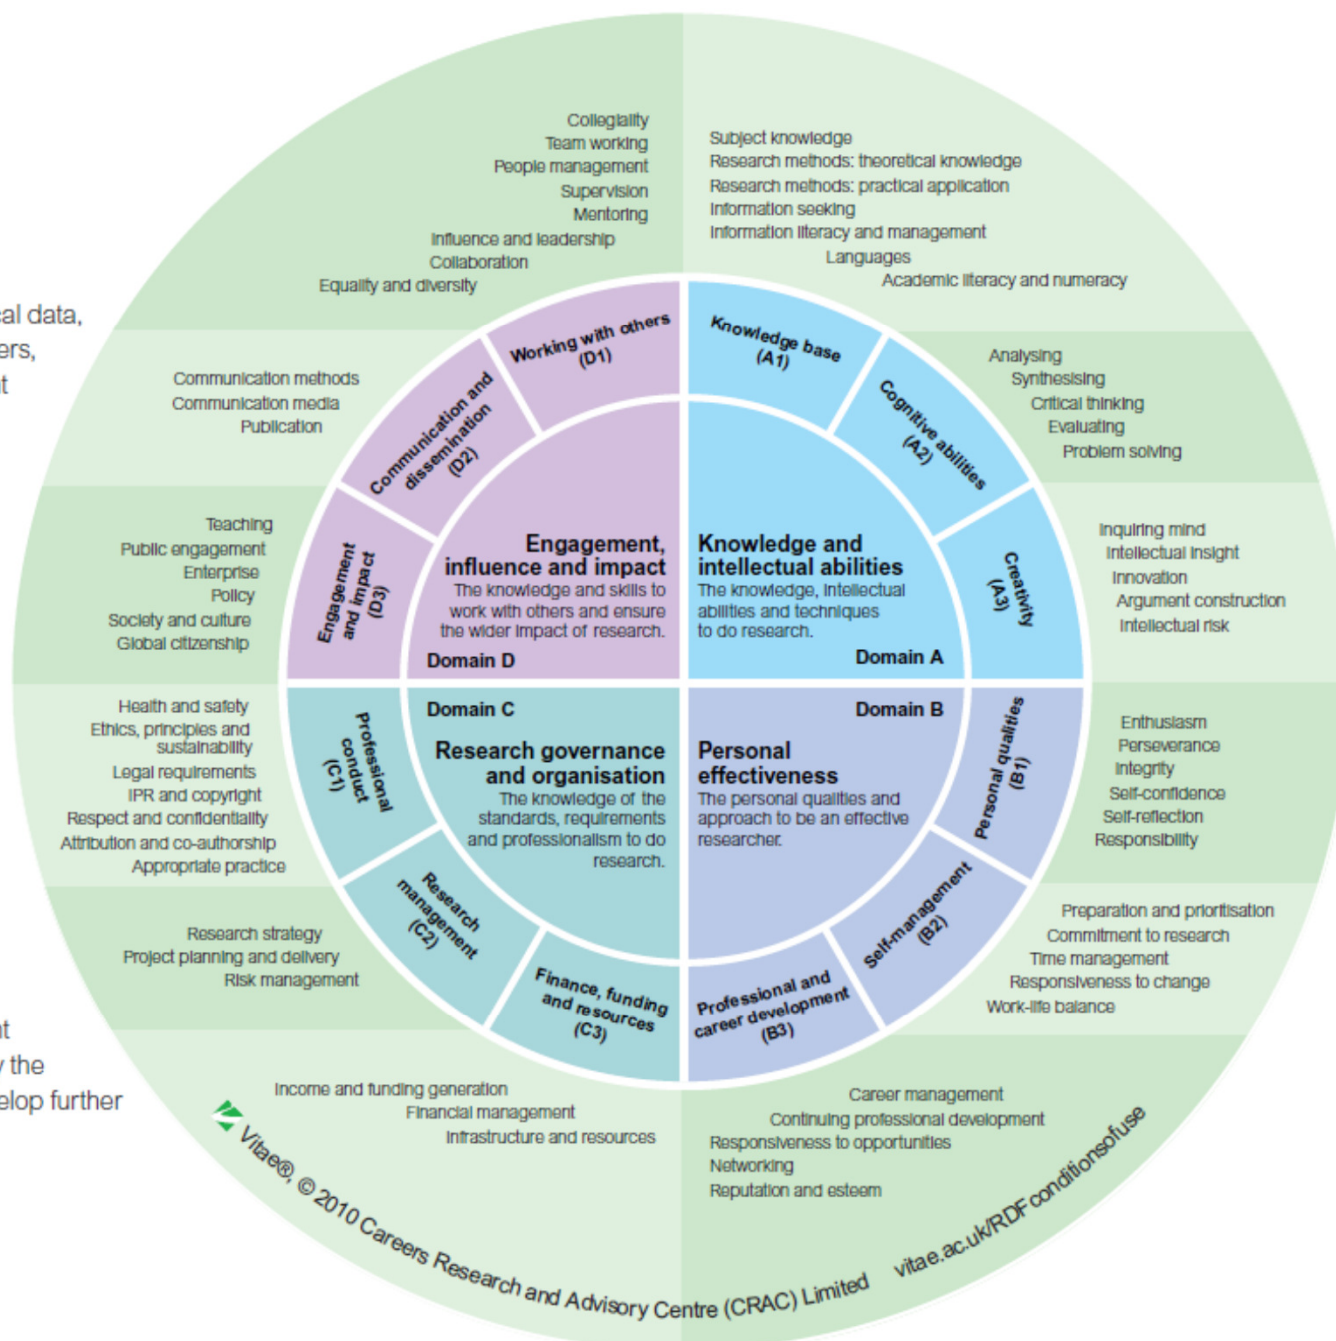 Collegiality
Team working
People management
Supervision
Mentoring
Influence and leadership
Collaboration
Equality and diversity
Subject knowledge
Research methods: theoretical knowledge
Research methods: practical application
Information seeking
Information literacy and management
Languages
Academic literacy and numeracy
cal data,
ers,
nt
Communication methods
Communication media
Publication
Working with others
(D1)
Knowledge base
(A1)
Analysing
Synthesising
Critical thinking
Evaluating
Problem solving
Communication and
dissemination
(D2)
Cognitive abilities
(A2)
Teaching
Public engagement
Enterprise
Policy
Society and culture
Global citizenship
Engagement
and impact
(D3)
Engagement,
influence and impact
The knowledge and skills to
work with others and ensure
the wider impact of research.
Domain D
Knowledge and
intellectual abilities
The knowledge, intellectual
abilities and techniques
to do research.
Domain A
Creativity
(A3)
Inquiring mind
Intellectual insight
Innovation
Argument construction
Intellectual risk
Health and safety
Ethics, principles and
sustainability
Legal requirements
IPR and copyright
Respect and confidentiality
Attribution and co-authorship
Appropriate practice
Professional
conduct
(C1)
Domain C
Research governance
and organisation
The knowledge of the
standards, requirements
and professionalism to do
research.
Domain B
Personal
effectiveness
The personal qualities and
approach to be an effective
researcher.
Personal qualities
(B1)
Enthusiasm
Perseverance
Integrity
Self-confidence
Self-reflection
Responsibility
Research strategy
Project planning and delivery
Risk management
Research
management
(C2)
Self-management
(B2)
Preparation and prioritisation
Commitment to research
Time management
Responsiveness to change
Work-life balance
Finance, funding
and resources
(C3)
Professional and
career development
(B3)
nt
y the
elop further
Income and funding generation
Financial management
Infrastructure and resources
Career management
Continuing professional development
Responsiveness to opportunities
Networking
Reputation and esteem
Vitae®, © 2010 Careers Research and Advisory Centre (CRAC) Limited vitae.ac.uk/RDFconditionsofuse